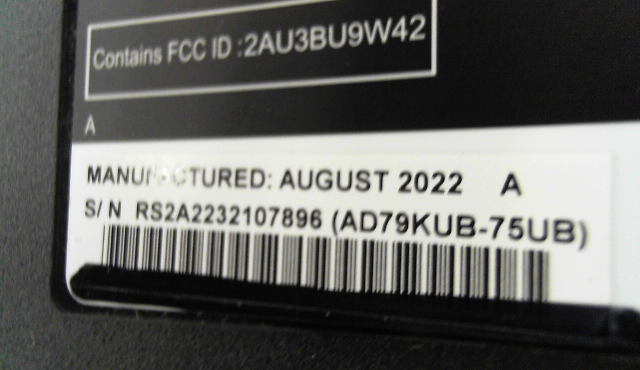 Contains FCC ID :2AU3BU9W42
A
MANUFACTURED: AUGUST 2022 A
S/N RS2A2232107896 (AD79KUB-75UB)